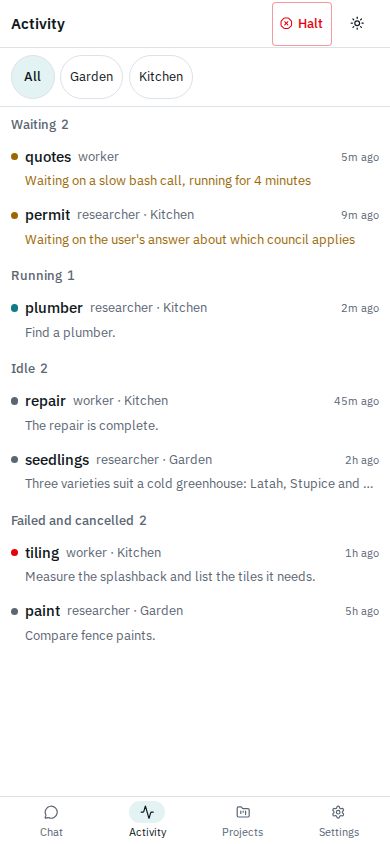 Activity
Halt
All
Garden
Kitchen
Waiting 2
quotes worker 5m ago
Waiting on a slow bash call, running for 4 minutes
permit researcher · Kitchen 9m ago
Waiting on the user's answer about which council applies
Running 1
plumber researcher · Kitchen 2m ago
Find a plumber.
Idle 2
repair worker · Kitchen 45m ago
The repair is complete.
seedlings researcher · Garden 2h ago
Three varieties suit a cold greenhouse: Latah, Stupice and ...
Failed and cancelled 2
tiling worker · Kitchen 1h ago
Measure the splashback and list the tiles it needs.
paint researcher · Garden 5h ago
Compare fence paints.
Chat
Activity
Projects
Settings